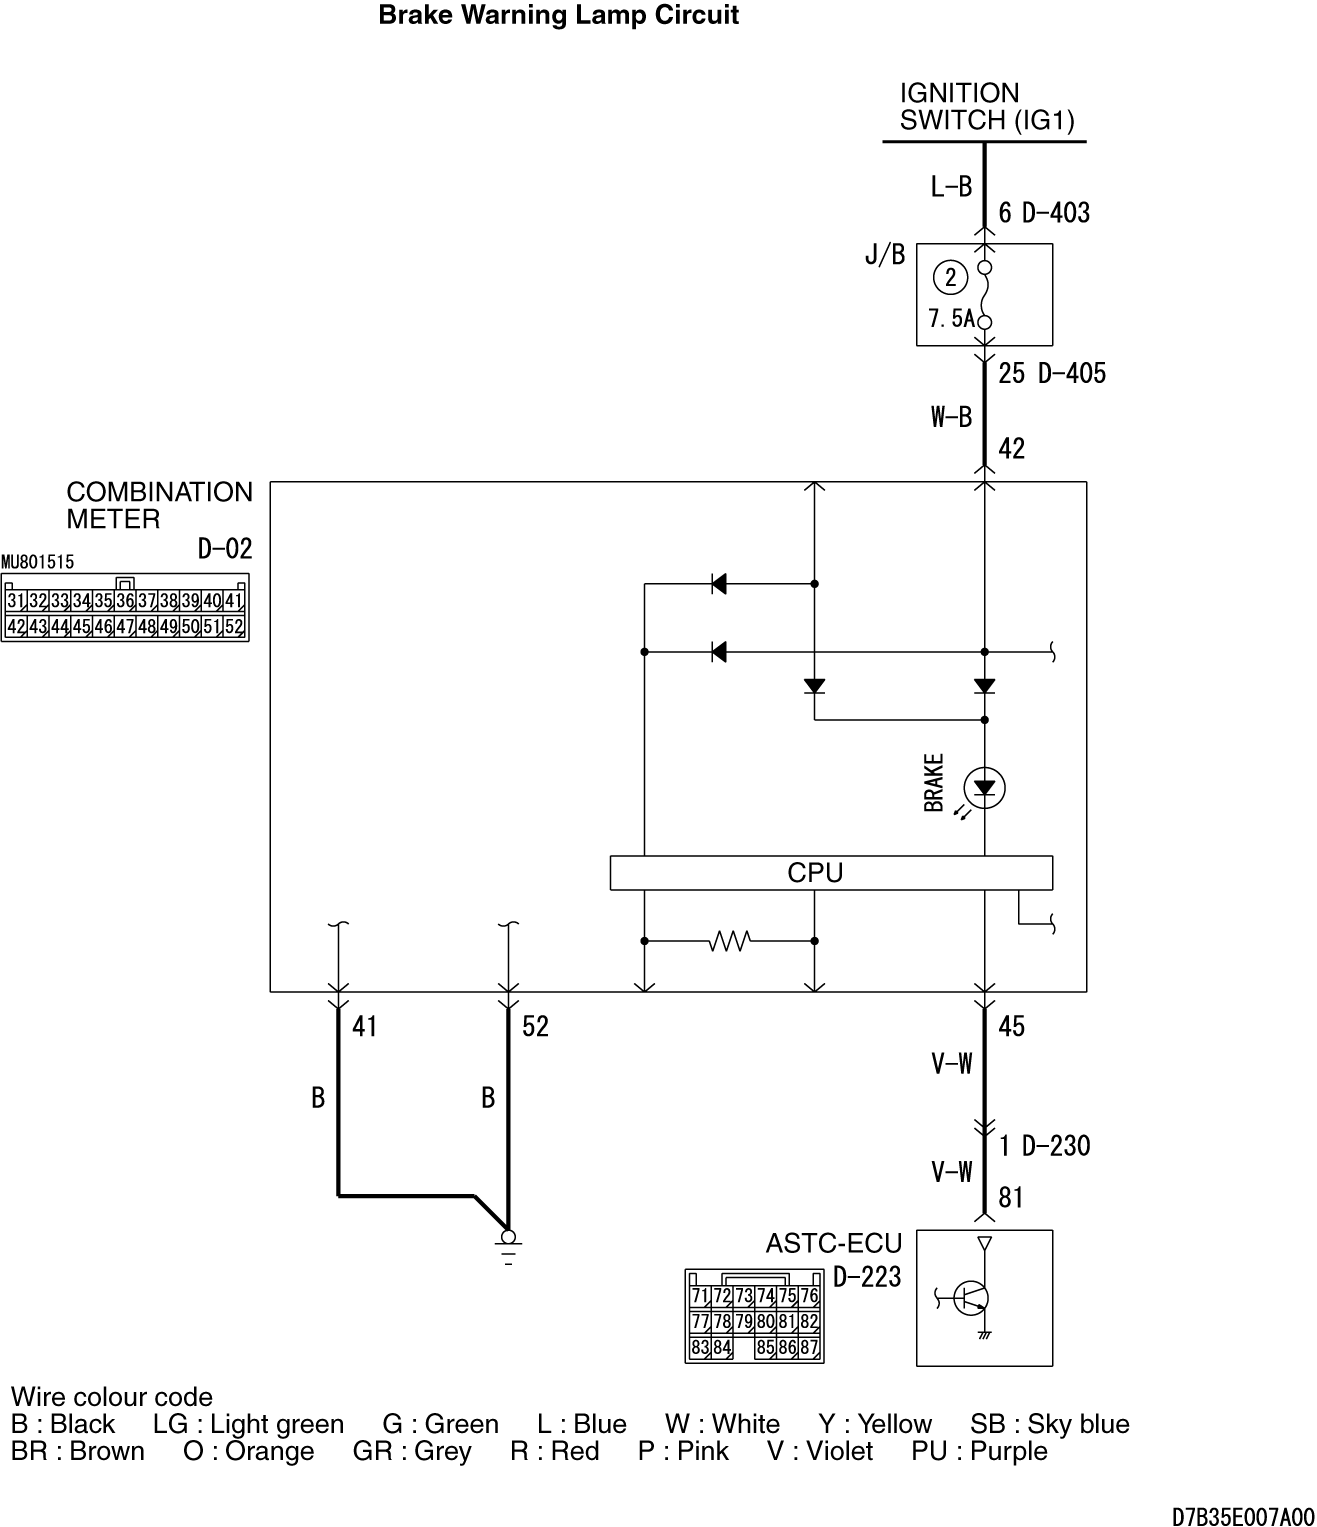 Brake Warning Lamp Circuit
IGNITION
SWITCH (IG1)
L-B
6 D-403
J/B
2
7.5A
25 D-405
W-B
42
COMBINATION
METER
D-02
MU801515
31 32 33 34 35 36 37 38 39 40 41
42 43 44 45 46 47 48 49 50 51 52
BRAKE
CPU
41
52
45
V-W
B
B
1 D-230
V-W
81
ASTC-ECU
D-223
71 72 73 74 75 76
77 78 79 80 81 82
83 84 85 86 87
Wire colour code
B : Black LG : Light green G : Green L : Blue W : White Y : Yellow SB : Sky blue
BR : Brown O : Orange GR : Grey R : Red P : Pink V : Violet PU : Purple
D7B35E007A00